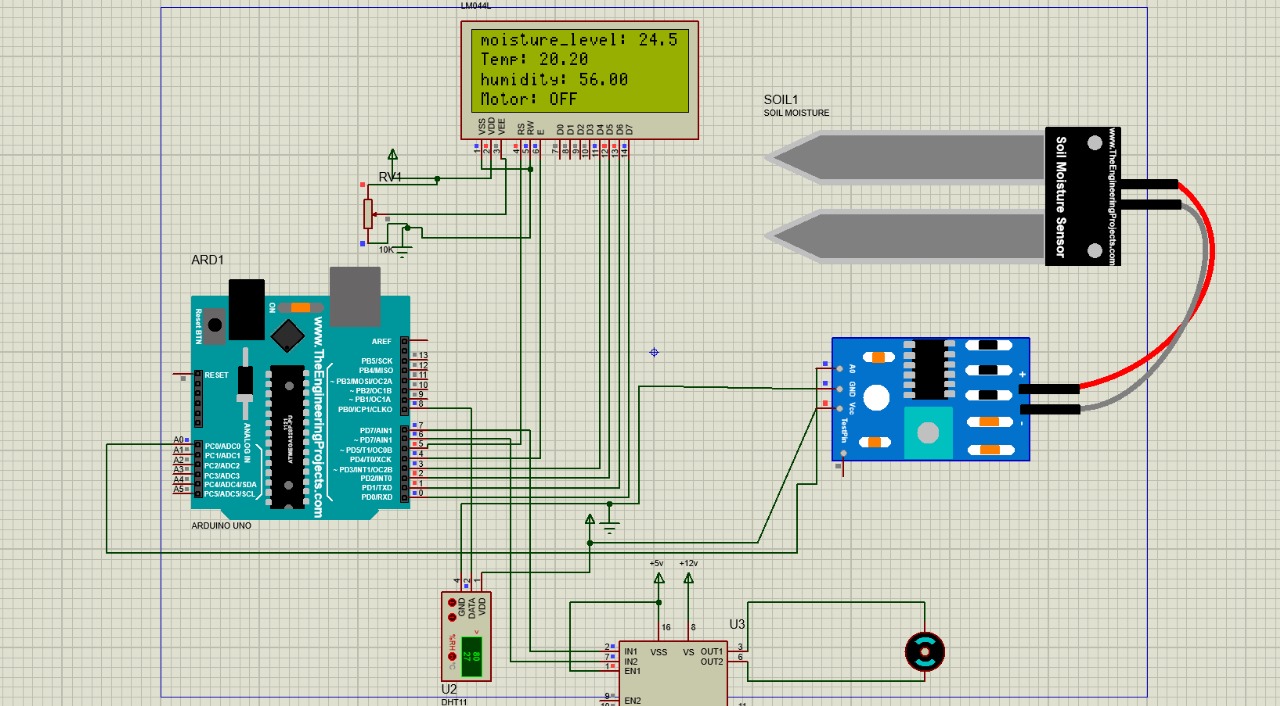 LM044L
moisture_level: 24.5
Temp: 20.20
humidity: 56.00
Motor: OFF
VSS VDD VEE RS RW E D0 D1 D2 D3 D4 D5 D6 D7
1 2 3 4 5 6 7 8 9 10 11 12 13 14
RV1
10K
SOIL1
SOIL MOISTURE
Soil Moisture Sensor
www.TheEngineeringProjects.com
ARD1
Reset BTN
ON
www.TheEngineeringProjects.com
ANALOG IN
RESET
AREF
PB5/SCK 13
PB4/MISO 12
~ PB3/MOSI/OC2A 11
~ PB2/OC1B 10
~ PB1/OC1A 9
PB0/ICP1/CLKO 8
PD7/AIN1 7
~ PD7/AIN1 6
~ PD5/T1/OC0B 5
PD4/T0/XCK 4
~ PD3/INT1/OC2B 3
PD2/INT0 2
PD1/TXD 1
PD0/RXD 0
A0 PC0/ADC0
A1 PC1/ADC1
A2 PC2/ADC2
A3 PC3/ADC3
A4 PC4/ADC4/SDA
A5 PC5/ADC5/SCL
ARDUINO UNO
A0
GND
Vcc
TestPin
+
-
4 2 1
GND DATA VDD
%RH °C
80
27
U2
DHT11
+5v
+12v
16
8
U3
2 IN1 VSS VS OUT1 3
7 IN2 OUT2 6
1 EN1
9 EN2